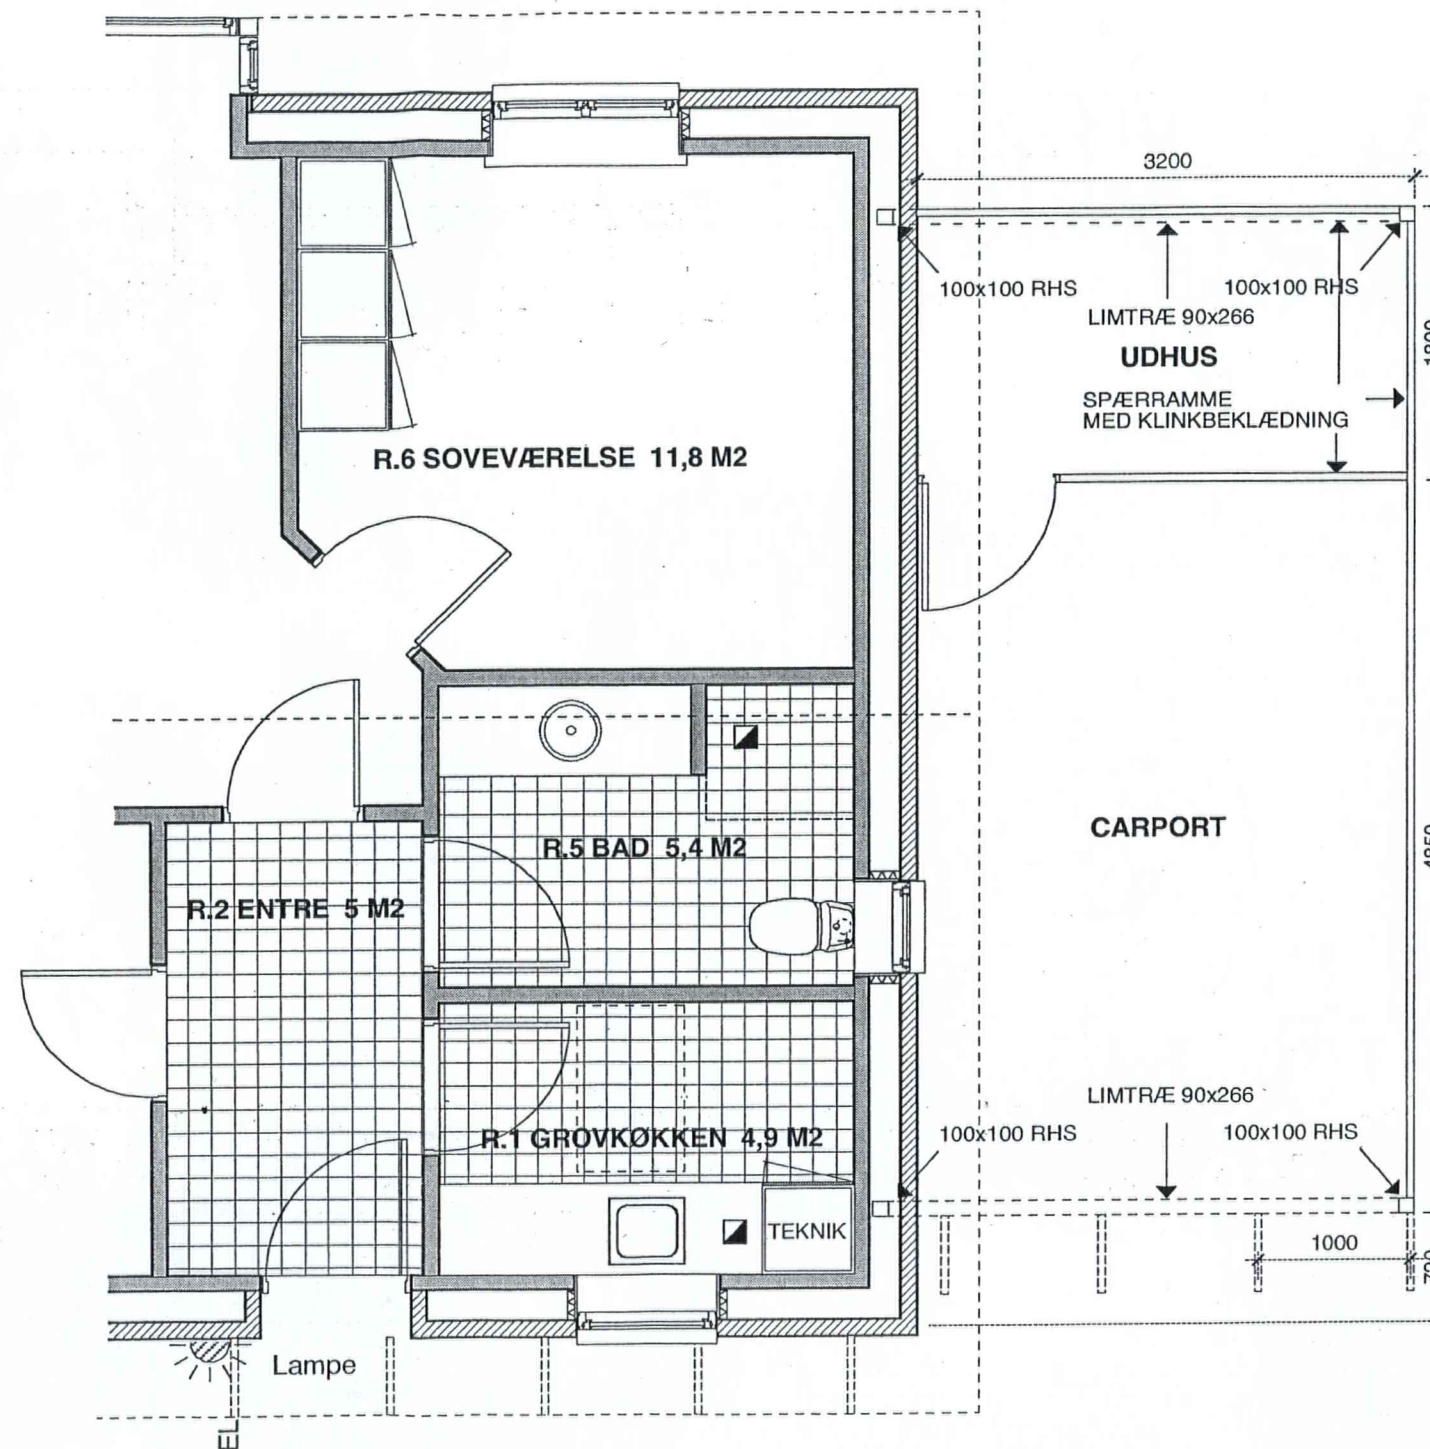 3200
100x100 RHS
100x100 RHS
LIMTRÆ 90x266
UDHUS
SPÆRRAMME
MED KLINKBEKLÆDNING
R.6 SOVEVÆRELSE 11,8 M2
CARPORT
R.5 BAD 5,4 M2
R.2 ENTRE 5 M2
LIMTRÆ 90x266
100x100 RHS
100x100 RHS
R.1 GROVKØKKEN 4,9 M2
TEKNIK
1000
Lampe
EL